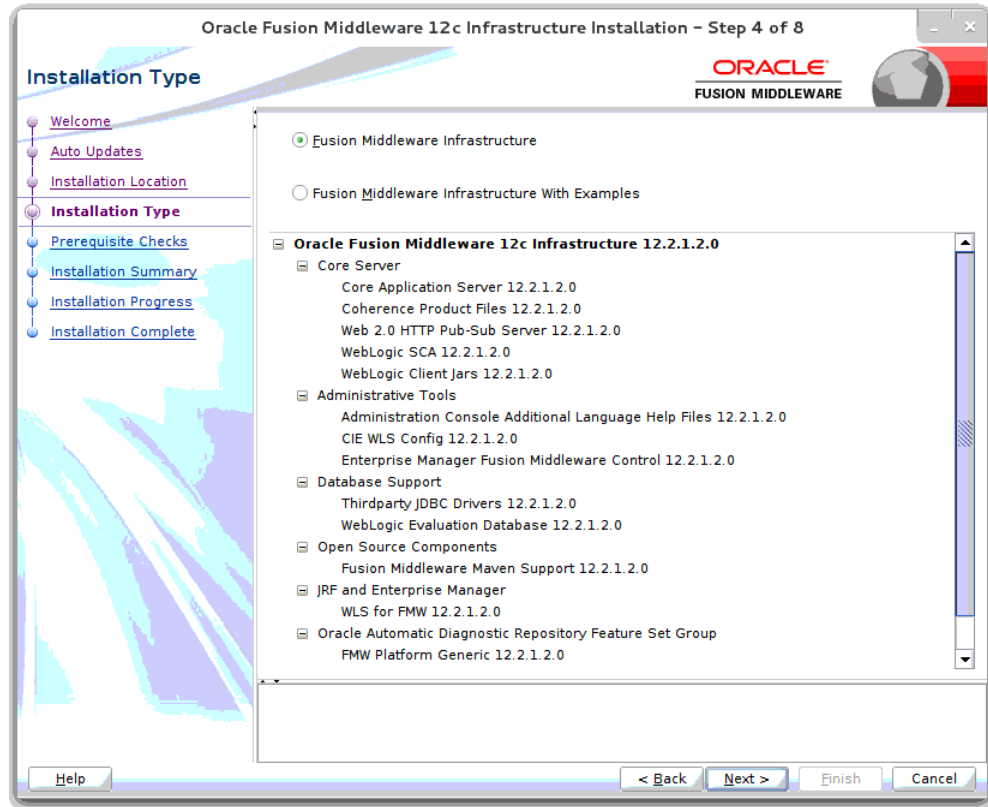 Oracle Fusion Middleware 12c Infrastructure Installation – Step 4 of 8
Installation Type
ORACLE
FUSION MIDDLEWARE
Welcome
Auto Updates
Installation Location
Installation Type
Prerequisite Checks
Installation Summary
Installation Progress
Installation Complete
Fusion Middleware Infrastructure
Fusion Middleware Infrastructure With Examples
Oracle Fusion Middleware 12c Infrastructure 12.2.1.2.0
Core Server
Core Application Server 12.2.1.2.0
Coherence Product Files 12.2.1.2.0
Web 2.0 HTTP Pub-Sub Server 12.2.1.2.0
WebLogic SCA 12.2.1.2.0
WebLogic Client Jars 12.2.1.2.0
Administrative Tools
Administration Console Additional Language Help Files 12.2.1.2.0
CIE WLS Config 12.2.1.2.0
Enterprise Manager Fusion Middleware Control 12.2.1.2.0
Database Support
Thirdparty JDBC Drivers 12.2.1.2.0
WebLogic Evaluation Database 12.2.1.2.0
Open Source Components
Fusion Middleware Maven Support 12.2.1.2.0
JRF and Enterprise Manager
WLS for FMW 12.2.1.2.0
Oracle Automatic Diagnostic Repository Feature Set Group
FMW Platform Generic 12.2.1.2.0
Help
< Back
Next >
Finish
Cancel